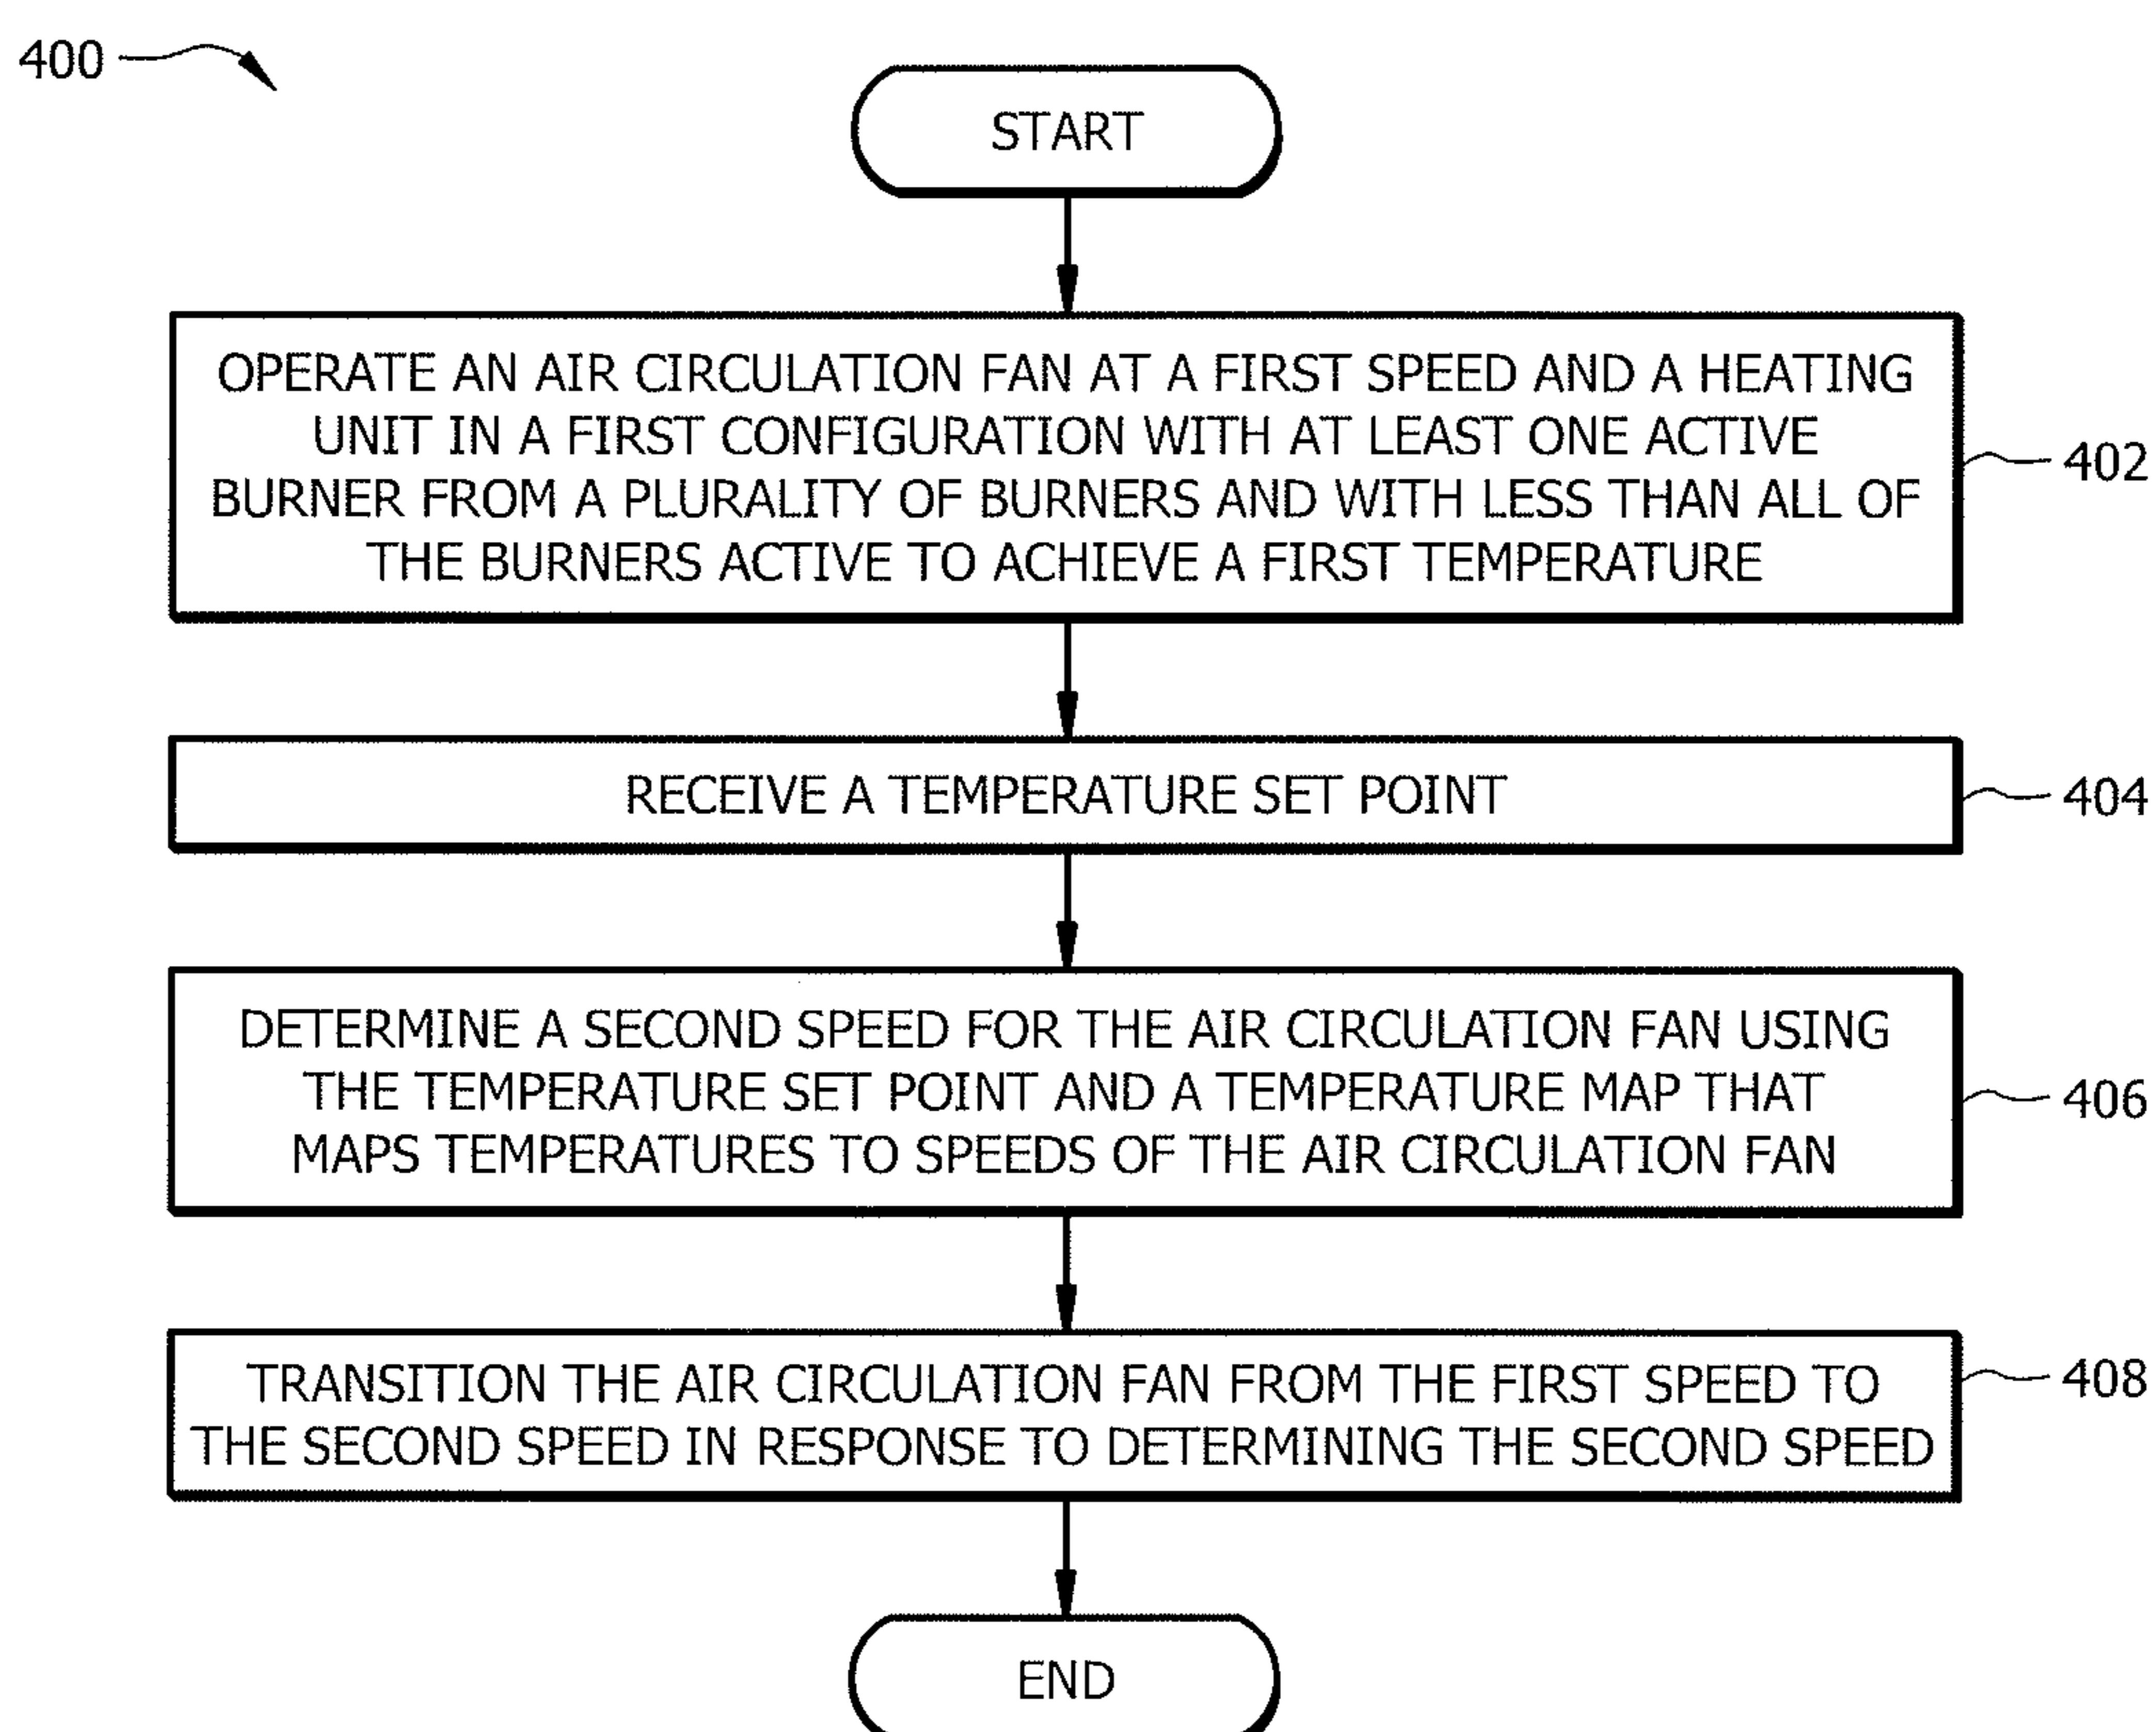 400
START
OPERATE AN AIR CIRCULATION FAN AT A FIRST SPEED AND A HEATING
UNIT IN A FIRST CONFIGURATION WITH AT LEAST ONE ACTIVE
BURNER FROM A PLURALITY OF BURNERS AND WITH LESS THAN ALL OF
THE BURNERS ACTIVE TO ACHIEVE A FIRST TEMPERATURE
402
RECEIVE A TEMPERATURE SET POINT
404
DETERMINE A SECOND SPEED FOR THE AIR CIRCULATION FAN USING
THE TEMPERATURE SET POINT AND A TEMPERATURE MAP THAT
MAPS TEMPERATURES TO SPEEDS OF THE AIR CIRCULATION FAN
406
TRANSITION THE AIR CIRCULATION FAN FROM THE FIRST SPEED TO
THE SECOND SPEED IN RESPONSE TO DETERMINING THE SECOND SPEED
408
END